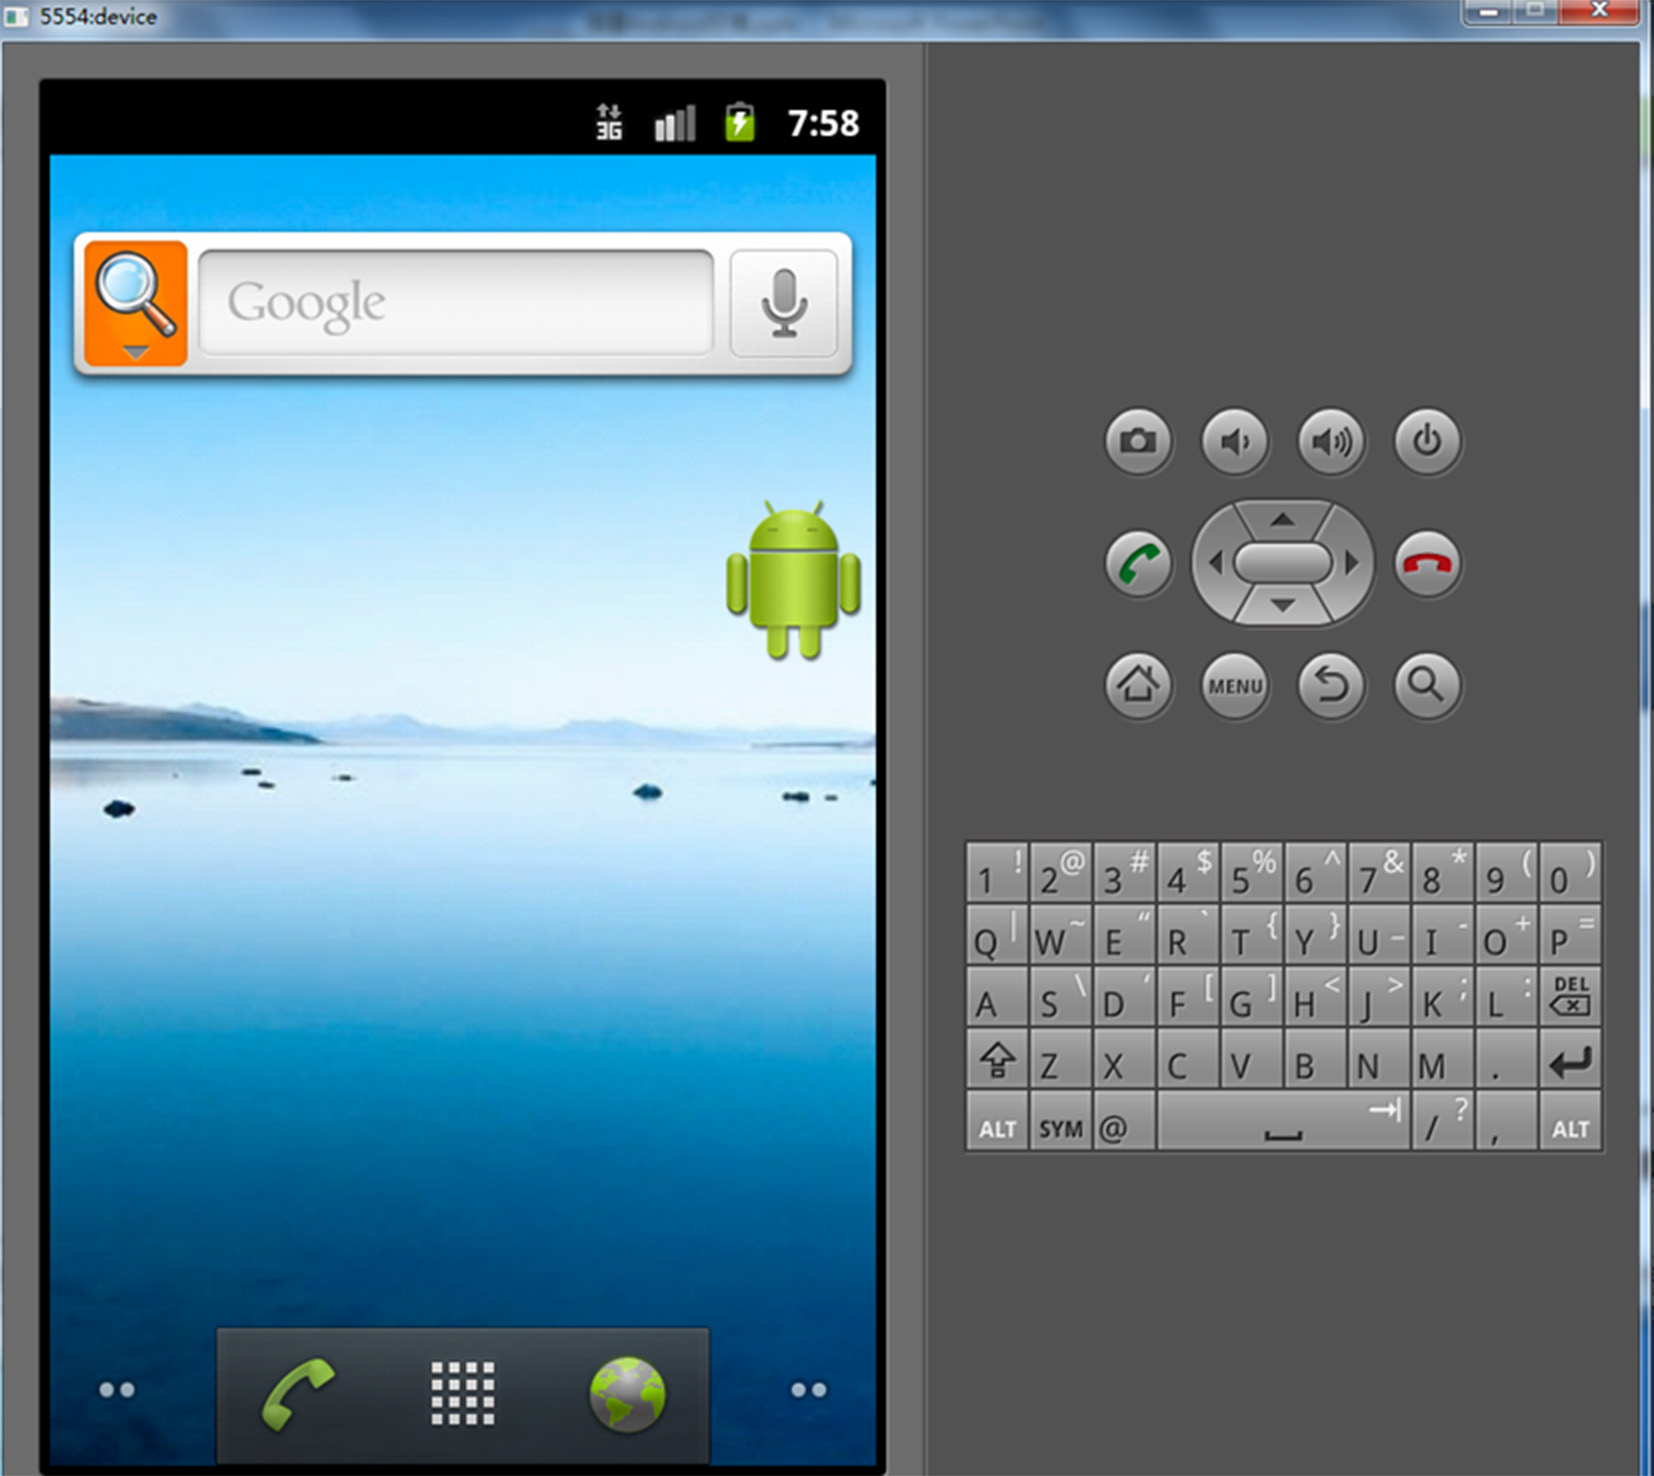 5554:device
3G 7:58
Google
MENU
1 ! 2 @ 3 # 4 $ 5 % 6 ^ 7 & 8 * 9 ( 0 )
Q | W ~ E “ R ` T { Y } U _ I - O + P =
A S \ D ‘ F [ G ] H < J > K ; L : DEL
Z X C V B N M .
ALT SYM @ / ? , ALT